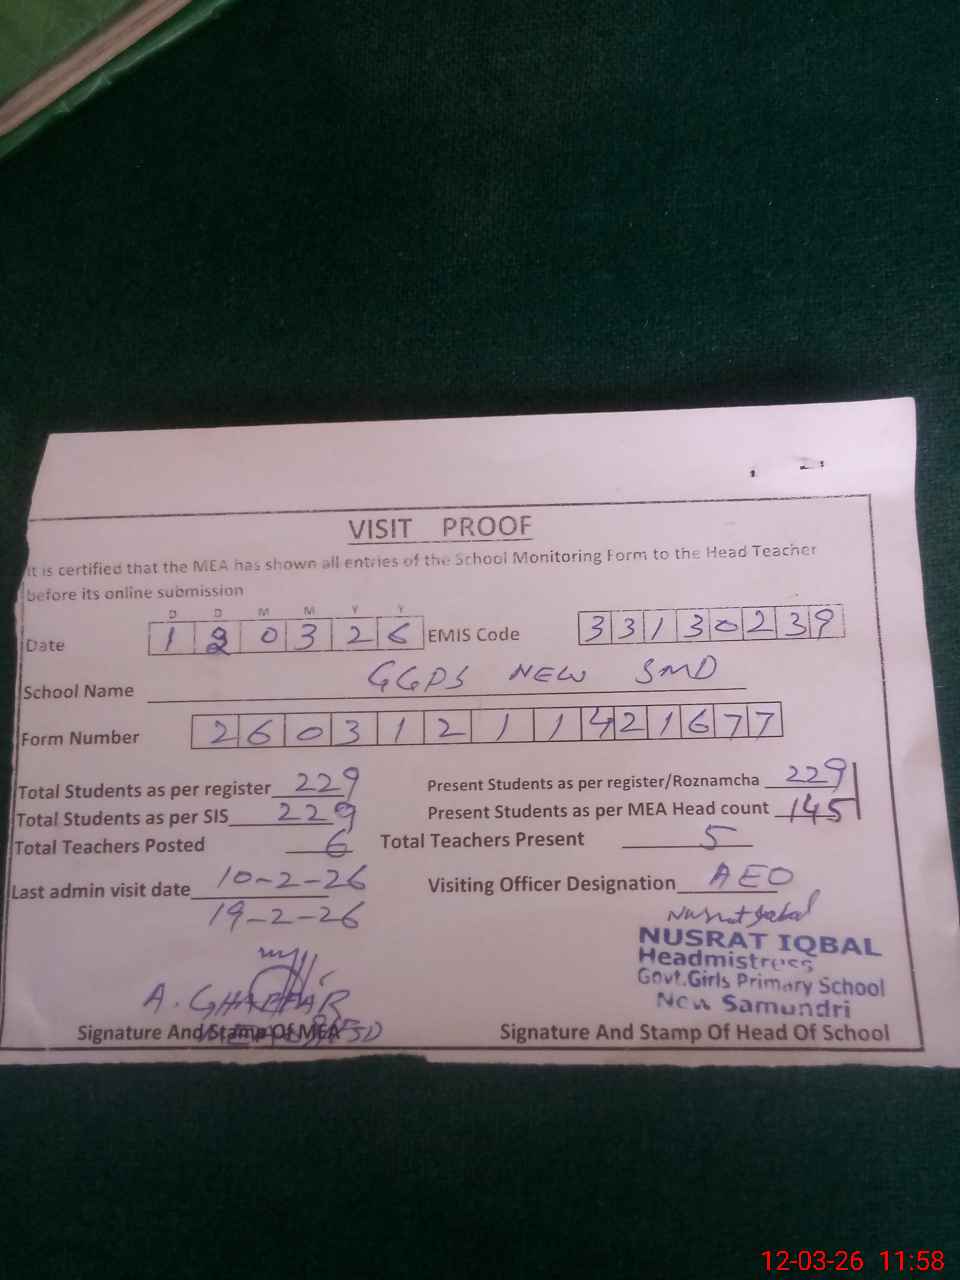 VISIT PROOF
It is certified that the MEA has shown all entries of the School Monitoring Form to the Head Teacher
before its online submission
D D M M Y Y
Date 1 2 0 3 2 6 EMIS Code 3 3 1 3 0 2 3 9
School Name GGPS NEW SMD
Form Number 2 6 0 3 1 2 1 1 4 2 1 6 7 7
Total Students as per register 229 Present Students as per register/Roznamcha 229
Total Students as per SIS 229 Present Students as per MEA Head count 145
Total Teachers Posted 6 Total Teachers Present 5
Last admin visit date 10-2-26 Visiting Officer Designation AEO
19-2-26
Nusrat Iqbal
NUSRAT IQBAL
Headmistress
Govt.Girls Primary School
New Samundri
A. GHAFFAR
Signature And Stamp Of MEA Signature And Stamp Of Head Of School
12-03-26 11:58